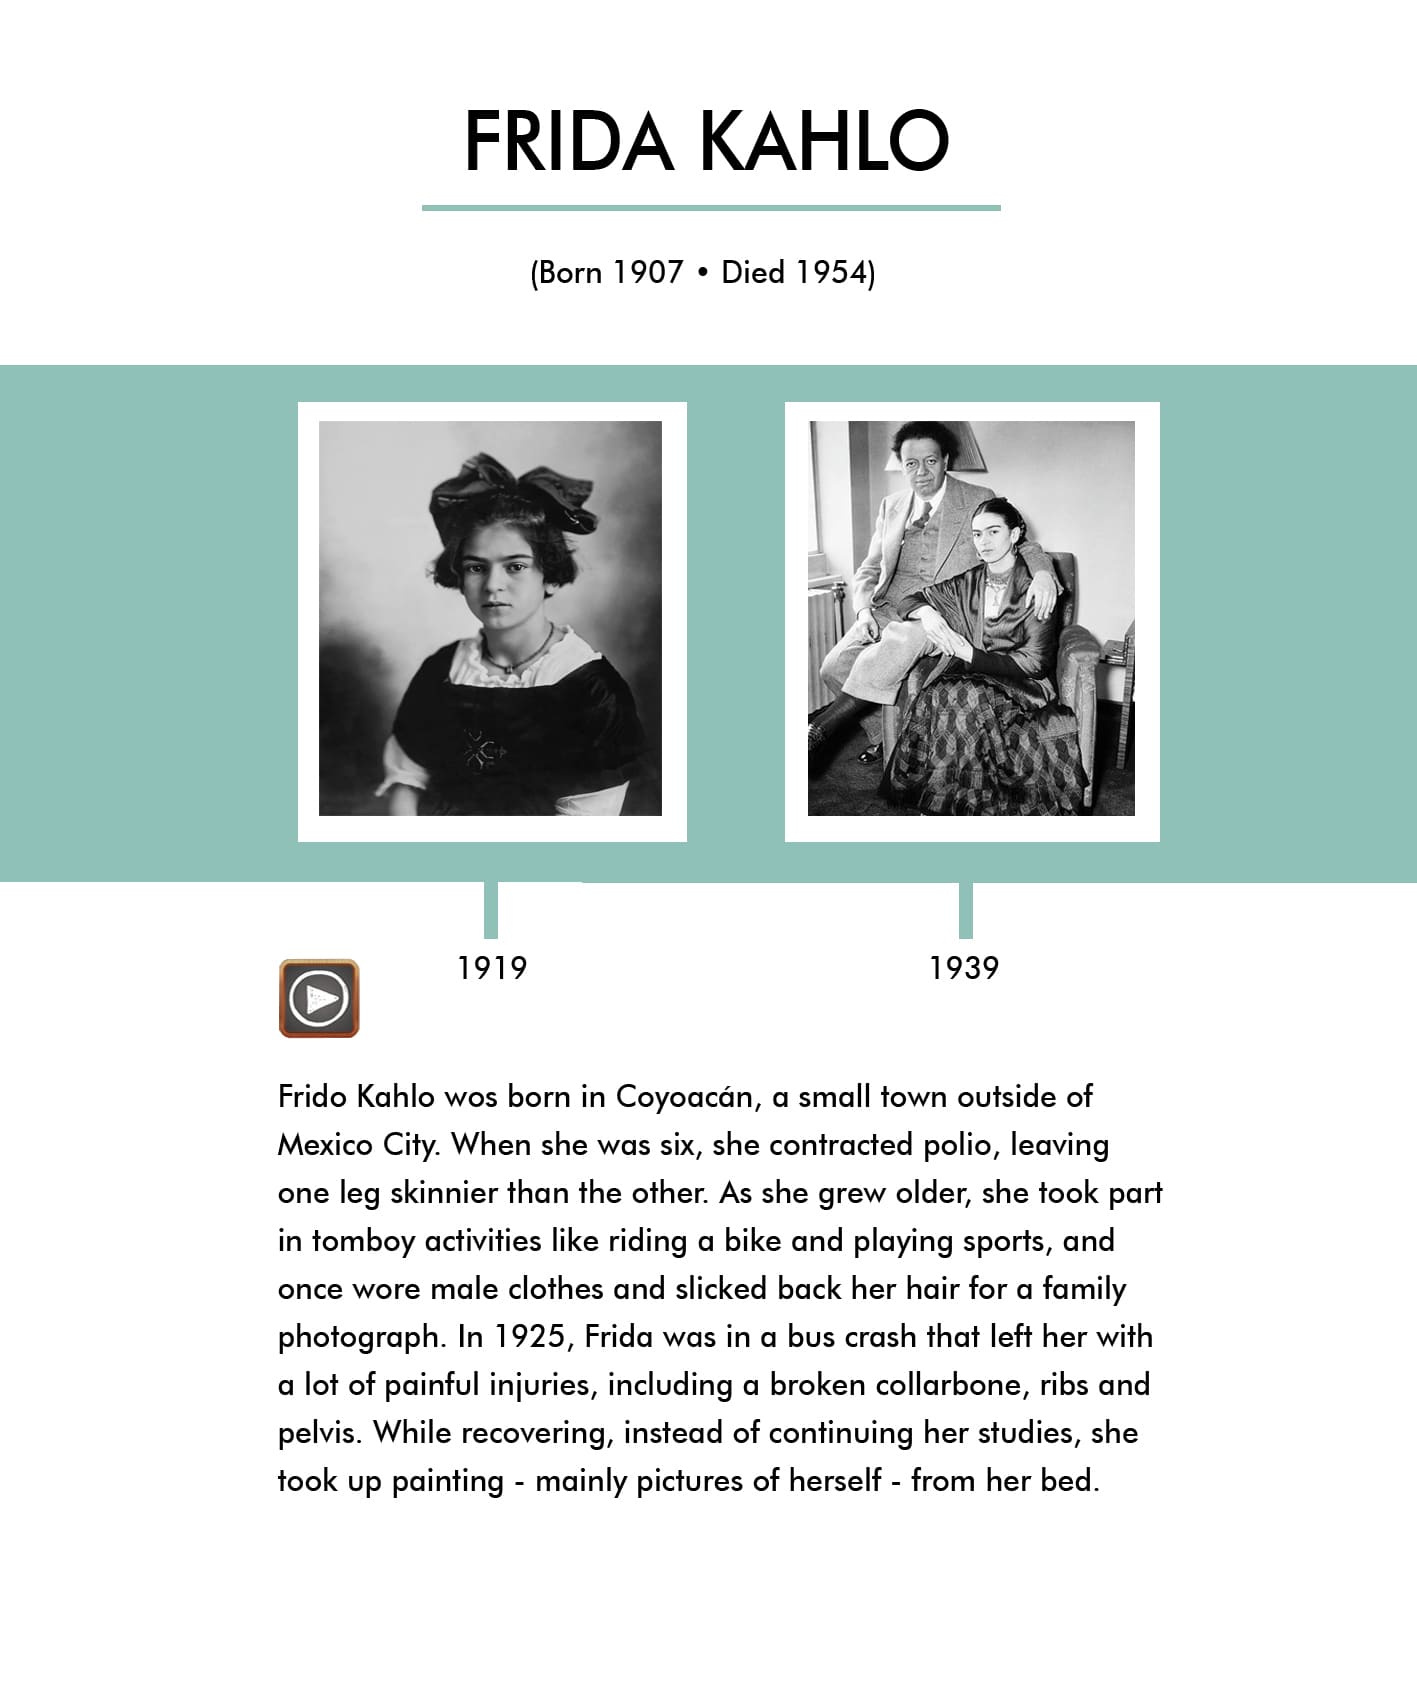 FRIDA KAHLO
(Born 1907 • Died 1954)
1919
1939
Frido Kahlo wos born in Coyoacán, a small town outside of
Mexico City. When she was six, she contracted polio, leaving
one leg skinnier than the other. As she grew older, she took part
in tomboy activities like riding a bike and playing sports, and
once wore male clothes and slicked back her hair for a family
photograph. In 1925, Frida was in a bus crash that left her with
a lot of painful injuries, including a broken collarbone, ribs and
pelvis. While recovering, instead of continuing her studies, she
took up painting - mainly pictures of herself - from her bed.